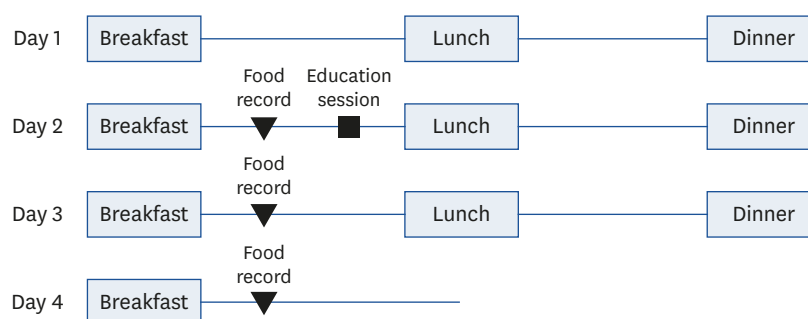 Day 1 Breakfast Lunch Dinner
Food record Education session
Day 2 Breakfast Lunch Dinner
Food record
Day 3 Breakfast Lunch Dinner
Food record
Day 4 Breakfast